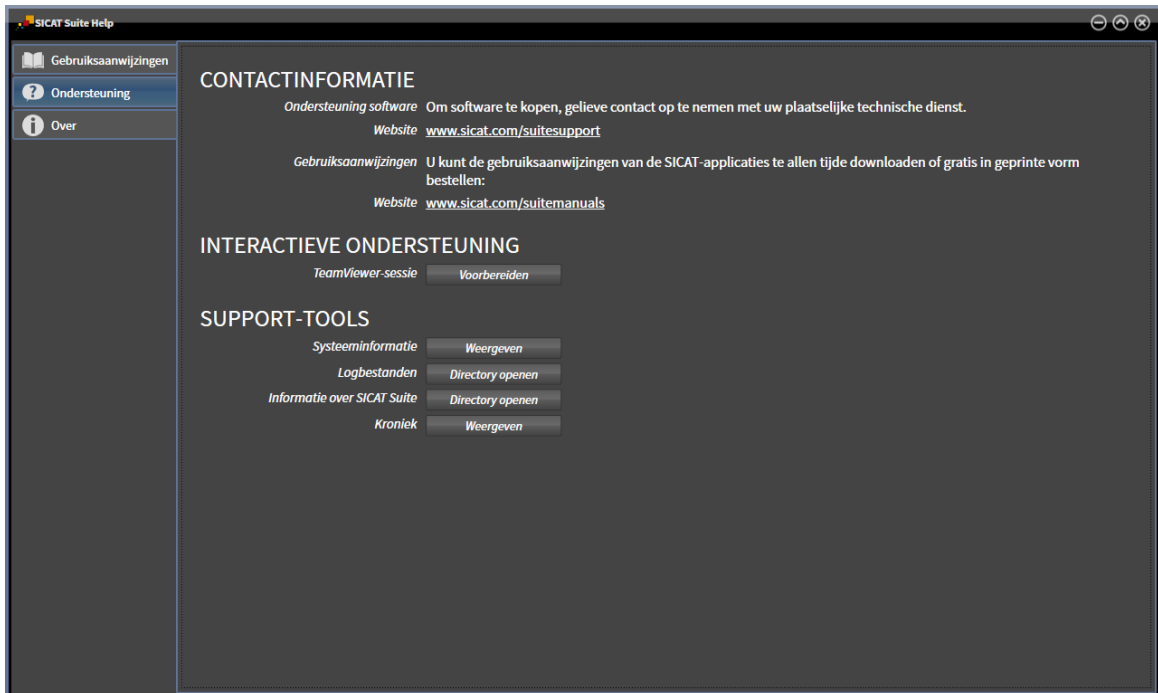 SICAT Suite Help
Gebruiksaanwijzingen
Ondersteuning
Over
CONTACTINFORMATIE
Ondersteuning software Om software te kopen, gelieve contact op te nemen met uw plaatselijke technische dienst.
Website www.sicat.com/suitesupport
Gebruiksaanwijzingen U kunt de gebruiksaanwijzingen van de SICAT-applicaties te allen tijde downloaden of gratis in geprinte vorm
bestellen:
Website www.sicat.com/suitemanuals
INTERACTIEVE ONDERSTEUNING
TeamViewer-sessie Voorbereiden
SUPPORT-TOOLS
Systeeminformatie Weergeven
Logbestanden Directory openen
Informatie over SICAT Suite Directory openen
Kroniek Weergeven